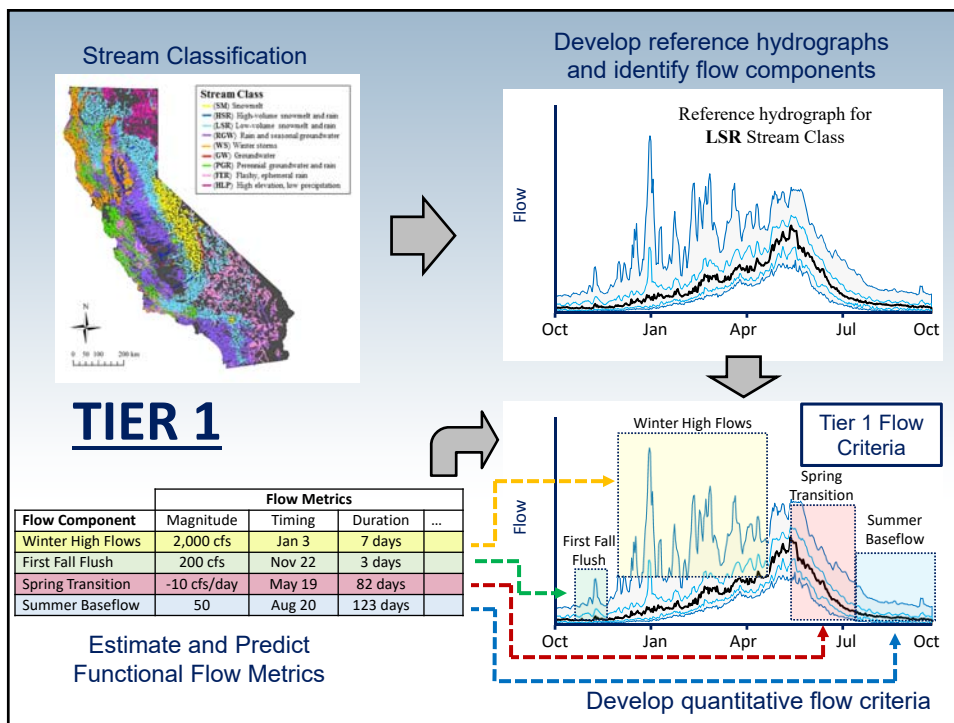 Stream Classification
Stream Class
(SM) Snowmelt
(HSR) High-volume snowmelt and rain
(LSR) Low-volume snowmelt and rain
(RGW) Rain and seasonal groundwater
(WS) Winter storms
(GW) Groundwater
(PGR) Perennial groundwater and rain
(FER) Flashy, ephemeral rain
(HLP) High elevation, low precipitation
N
0 50 100 200 km
Develop reference hydrographs
and identify flow components
Reference hydrograph for
LSR Stream Class
Flow
Oct Jan Apr Jul Oct
TIER 1
Flow Metrics
Flow Component Magnitude Timing Duration ...
Winter High Flows 2,000 cfs Jan 3 7 days
First Fall Flush 200 cfs Nov 22 3 days
Spring Transition -10 cfs/day May 19 82 days
Summer Baseflow 50 Aug 20 123 days
Estimate and Predict
Functional Flow Metrics
Winter High Flows
Tier 1 Flow
Criteria
Spring
Transition
Summer
Baseflow
First Fall
Flush
Flow
Oct Jan Apr Jul Oct
Develop quantitative flow criteria